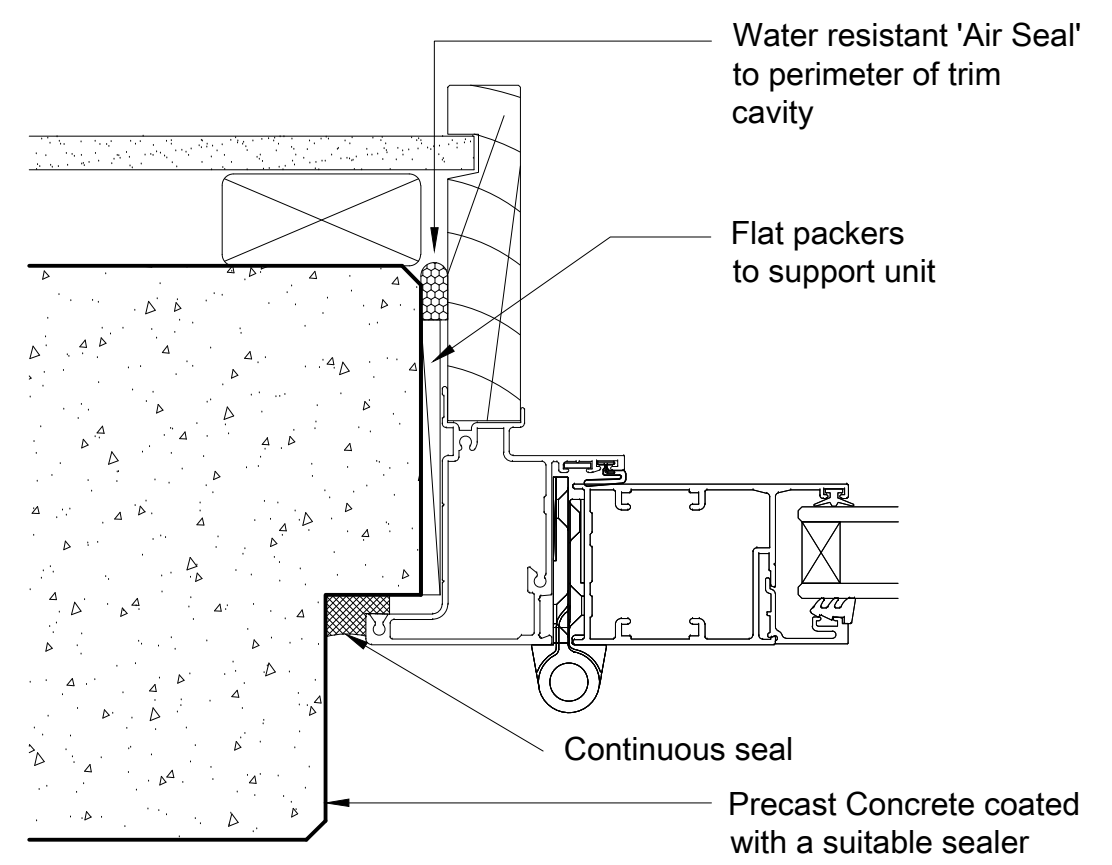 Water resistant 'Air Seal'
to perimeter of trim
cavity
Flat packers
to support unit
Continuous seal
Precast Concrete coated
with a suitable sealer